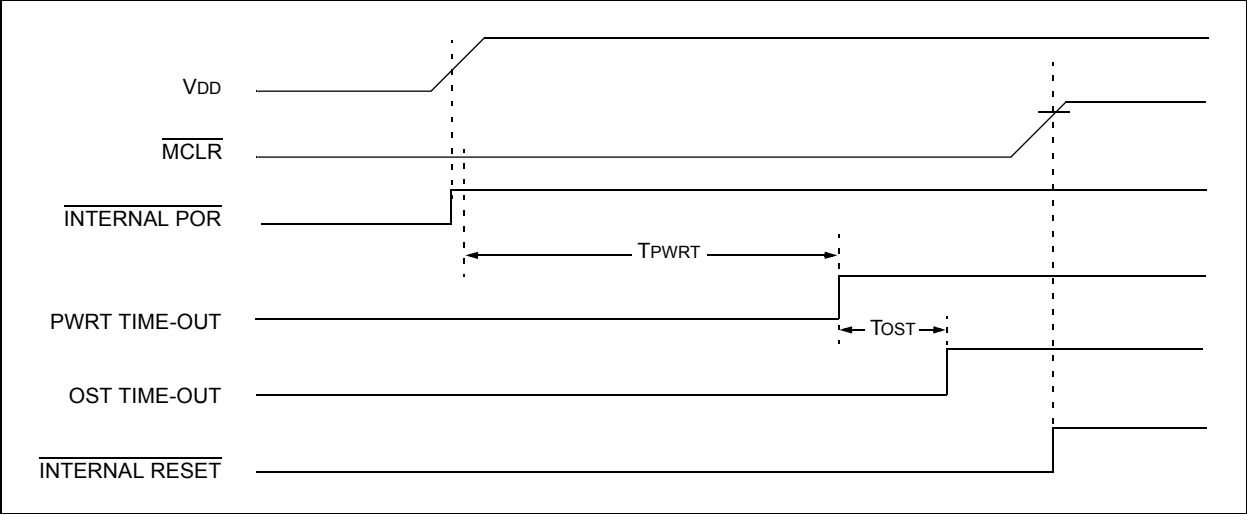 VDD
MCLR
INTERNAL POR
TPWRT
PWRT TIME-OUT
TOST
OST TIME-OUT
INTERNAL RESET